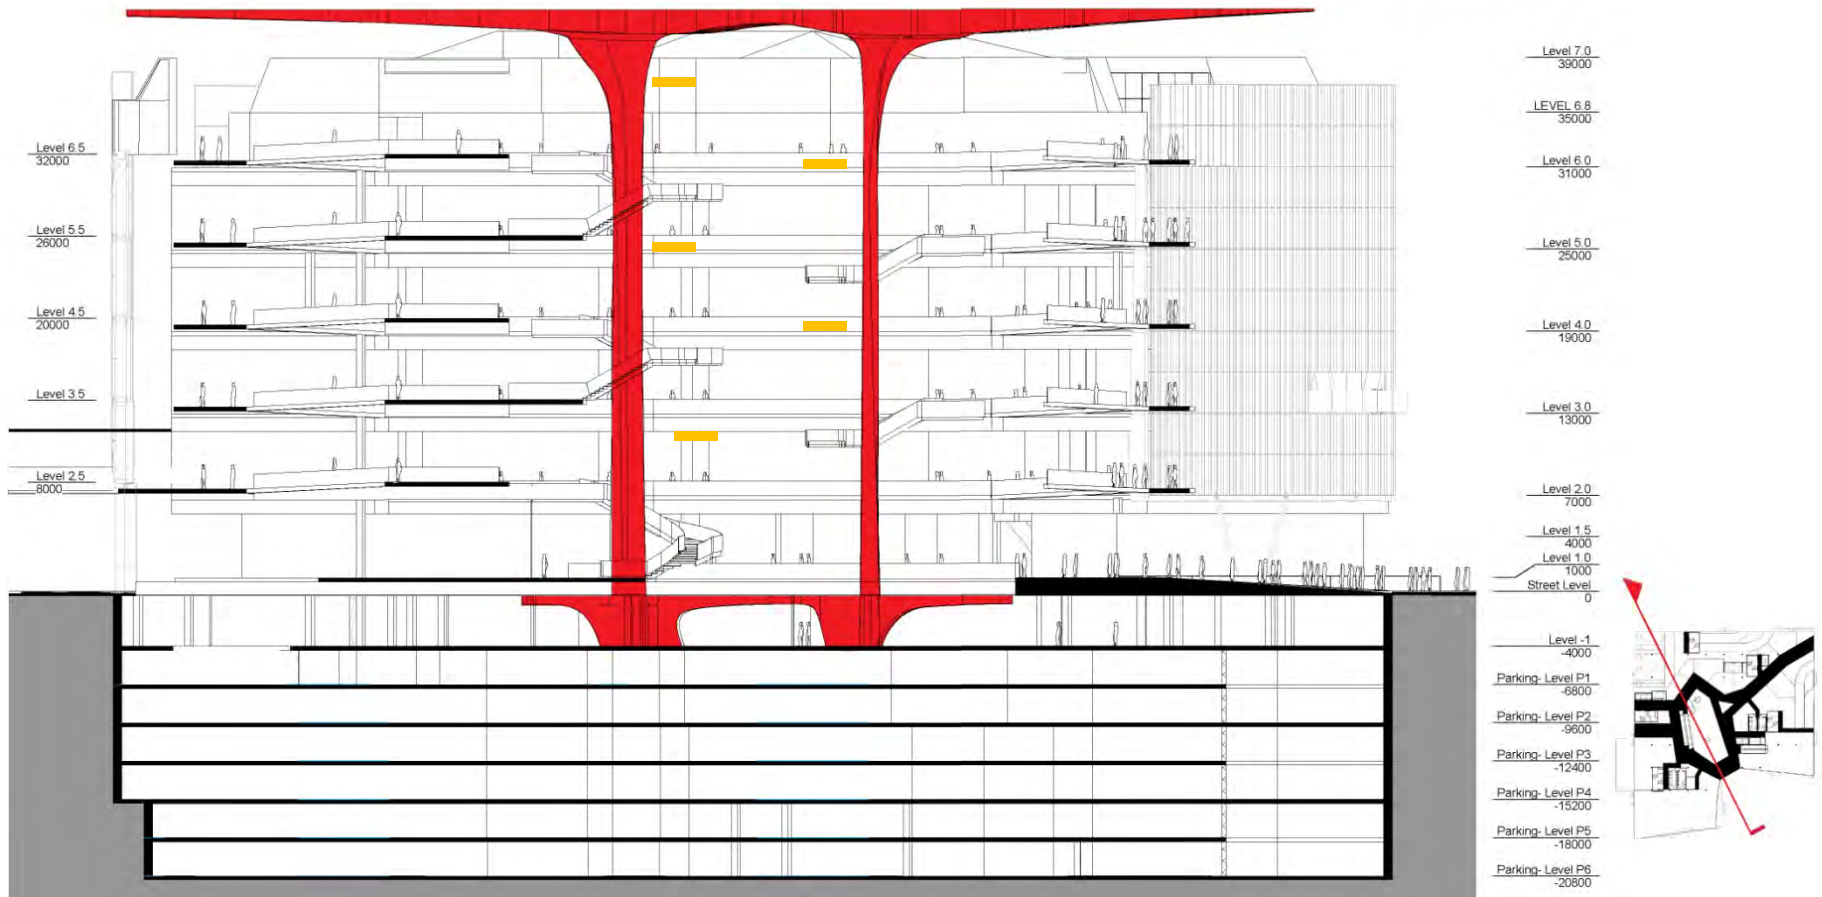 Level 6.5
32000
Level 5.5
26000
Level 4.5
20000
Level 3.5
Level 2.5
8000
Level 7.0
39000
LEVEL 6.8
35000
Level 6.0
31000
Level 5.0
25000
Level 4.0
19000
Level 3.0
13000
Level 2.0
7000
Level 1.5
4000
Level 1.0
1000
Street Level
0
Level -1
-4000
Parking- Level P1
-6800
Parking- Level P2
-9600
Parking- Level P3
-12400
Parking- Level P4
-15200
Parking- Level P5
-18000
Parking- Level P6
-20800